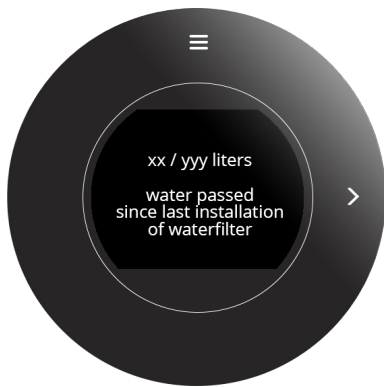 xx / yyy liters
water passed
since last installation
of waterfilter